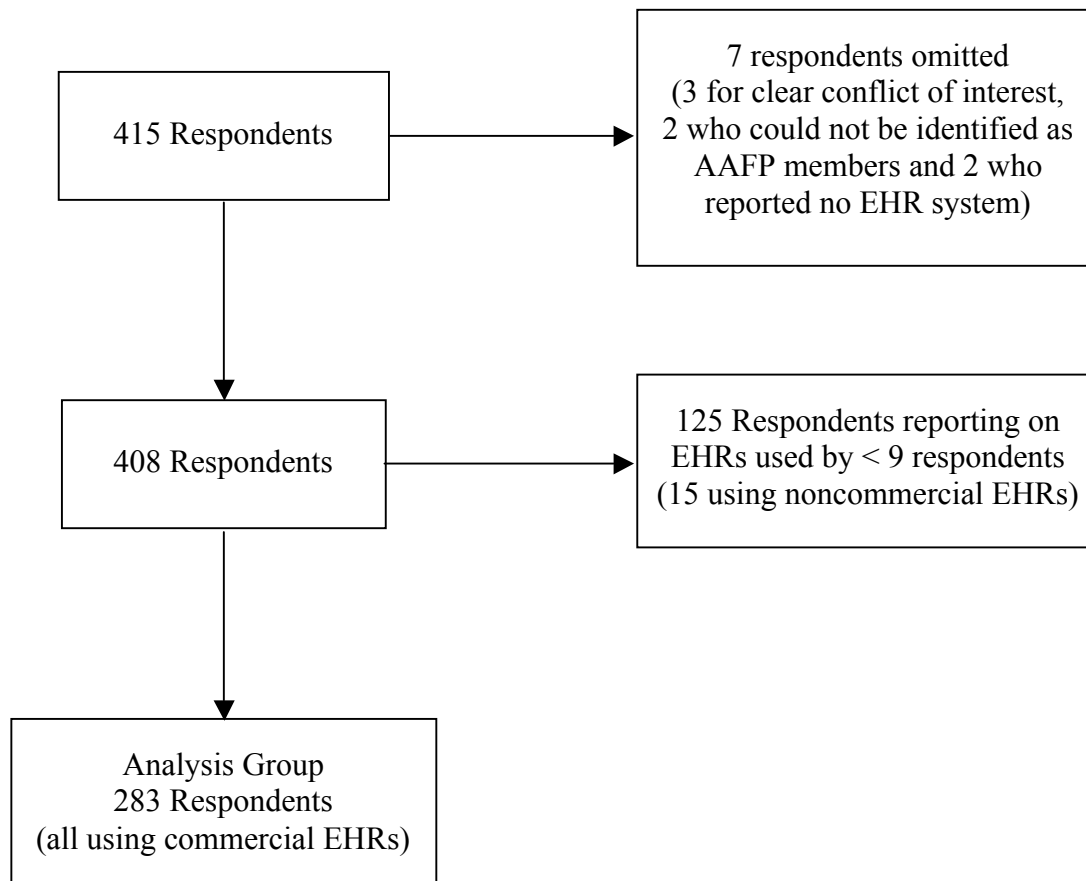 415 Respondents
7 respondents omitted
(3 for clear conflict of interest,
2 who could not be identified as
AAFP members and 2 who
reported no EHR system)
408 Respondents
125 Respondents reporting on
EHRs used by < 9 respondents
(15 using noncommercial EHRs)
Analysis Group
283 Respondents
(all using commercial EHRs)